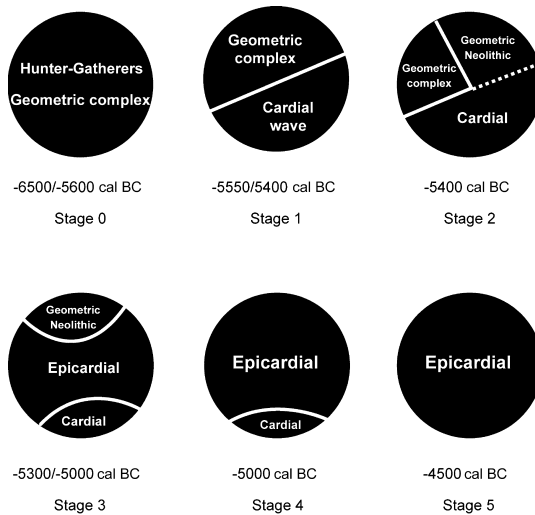 Hunter-Gatherers
Geometric complex
-6500/-5600 cal BC
Stage 0
Geometric
complex
Cardial
wave
-5550/5400 cal BC
Stage 1
Geometric
Neolithic
Geometric
complex
Cardial
-5400 cal BC
Stage 2
Geometric
Neolithic
Epicardial
Cardial
-5300/-5000 cal BC
Stage 3
Epicardial
Cardial
-5000 cal BC
Stage 4
Epicardial
-4500 cal BC
Stage 5